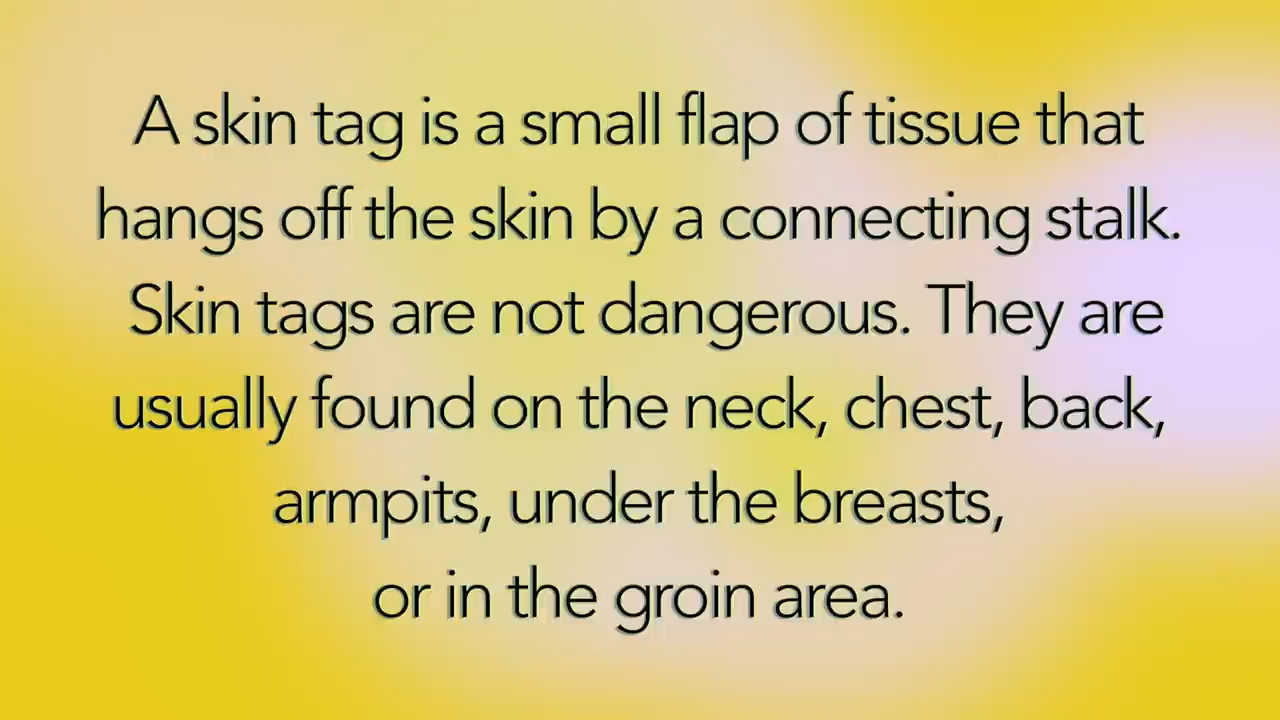 A skin tag is a small flap of tissue that
hangs off the skin by a connecting stalk.
Skin tags are not dangerous. They are
usually found on the neck, chest, back,
armpits, under the breasts,
or in the groin area.